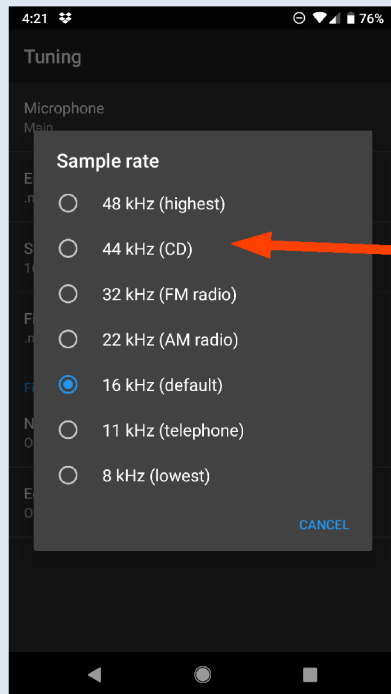 4:21
76%
Tuning
Microphone
Main
Sample rate
48 kHz (highest)
44 kHz (CD)
32 kHz (FM radio)
22 kHz (AM radio)
16 kHz (default)
11 kHz (telephone)
8 kHz (lowest)
CANCEL